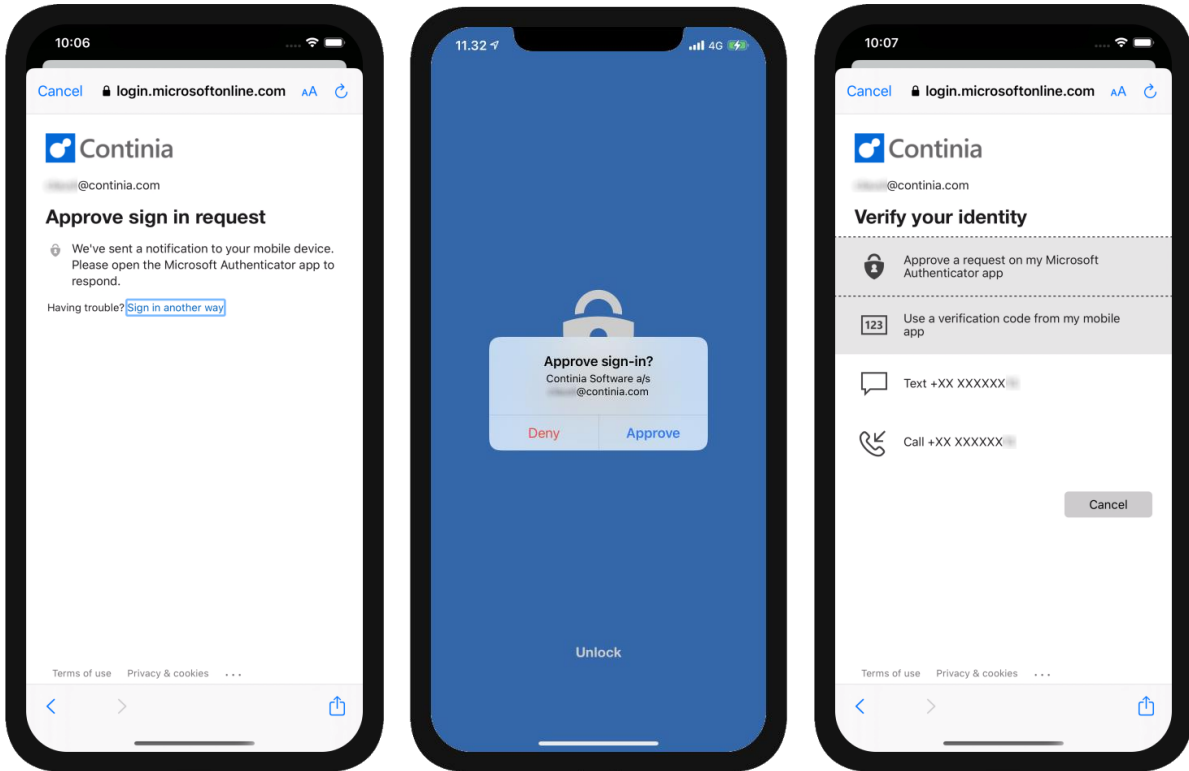 10:06
Cancel login.microsoftonline.com AA
Continia
@continia.com
Approve sign in request
We've sent a notification to your mobile device.
Please open the Microsoft Authenticator app to
respond.
Having trouble? Sign in another way
Terms of use Privacy & cookies ...
11.32 4G
Approve sign-in?
Continia Software a/s
@continia.com
Deny Approve
Unlock
10:07
Cancel login.microsoftonline.com AA
Continia
@continia.com
Verify your identity
Approve a request on my Microsoft
Authenticator app
123
Use a verification code from my mobile
app
Text +XX XXXXXX
Call +XX XXXXXX
Cancel
Terms of use Privacy & cookies ...